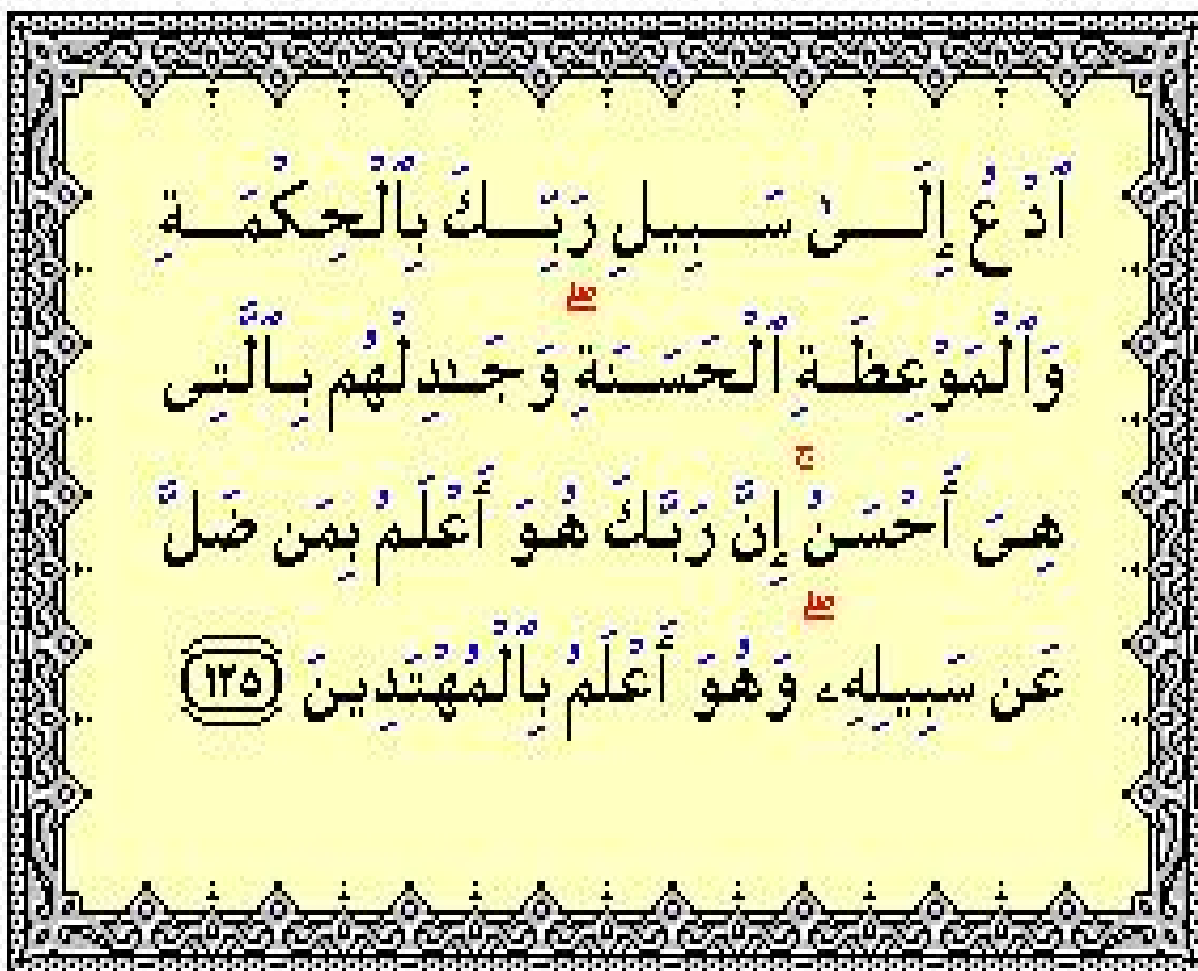 ٱدْعُ إِلَىٰ سَبِيلِ رَبِّكَ بِٱلْحِكْمَةِ
وَٱلْمَوْعِظَةِ ٱلْحَسَنَةِ ۖ وَجَٰدِلْهُم بِٱلَّتِى
هِىَ أَحْسَنُ ۚ إِنَّ رَبَّكَ هُوَ أَعْلَمُ بِمَن ضَلَّ
عَن سَبِيلِهِۦ ۖ وَهُوَ أَعْلَمُ بِٱلْمُهْتَدِينَ ١٢٥